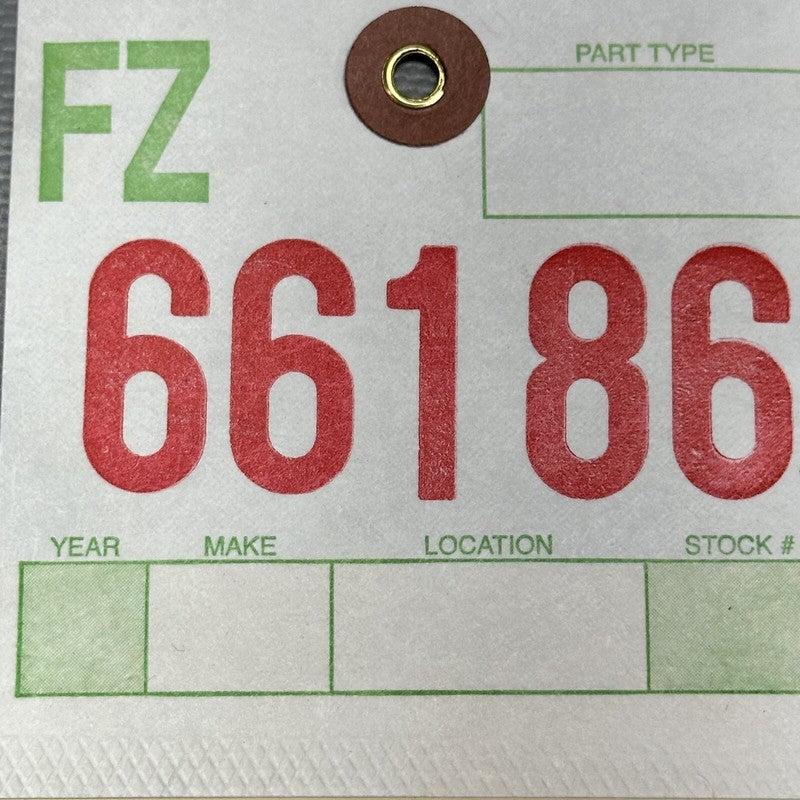 FZ
PART TYPE
66186
YEAR MAKE LOCATION STOCK #